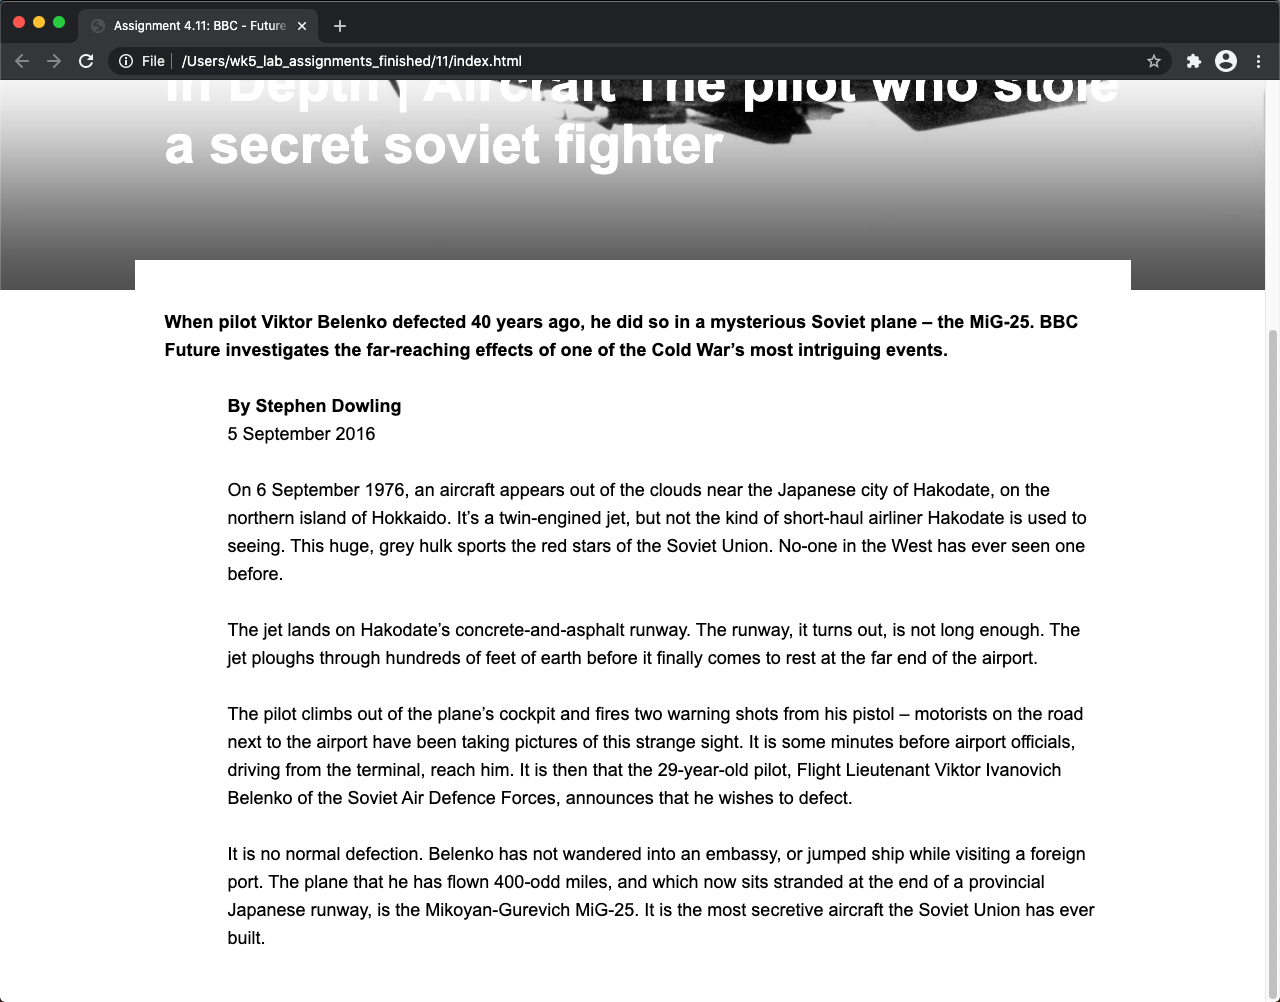 Assignment 4.11: BBC - Future
File /Users/wk5_lab_assignments_finished/11/index.html
In Depth | Aircraft The pilot who stole
a secret soviet fighter
When pilot Viktor Belenko defected 40 years ago, he did so in a mysterious Soviet plane – the MiG-25. BBC
Future investigates the far-reaching effects of one of the Cold War’s most intriguing events.
By Stephen Dowling
5 September 2016
On 6 September 1976, an aircraft appears out of the clouds near the Japanese city of Hakodate, on the
northern island of Hokkaido. It’s a twin-engined jet, but not the kind of short-haul airliner Hakodate is used to
seeing. This huge, grey hulk sports the red stars of the Soviet Union. No-one in the West has ever seen one
before.
The jet lands on Hakodate’s concrete-and-asphalt runway. The runway, it turns out, is not long enough. The
jet ploughs through hundreds of feet of earth before it finally comes to rest at the far end of the airport.
The pilot climbs out of the plane’s cockpit and fires two warning shots from his pistol – motorists on the road
next to the airport have been taking pictures of this strange sight. It is some minutes before airport officials,
driving from the terminal, reach him. It is then that the 29-year-old pilot, Flight Lieutenant Viktor Ivanovich
Belenko of the Soviet Air Defence Forces, announces that he wishes to defect.
It is no normal defection. Belenko has not wandered into an embassy, or jumped ship while visiting a foreign
port. The plane that he has flown 400-odd miles, and which now sits stranded at the end of a provincial
Japanese runway, is the Mikoyan-Gurevich MiG-25. It is the most secretive aircraft the Soviet Union has ever
built.